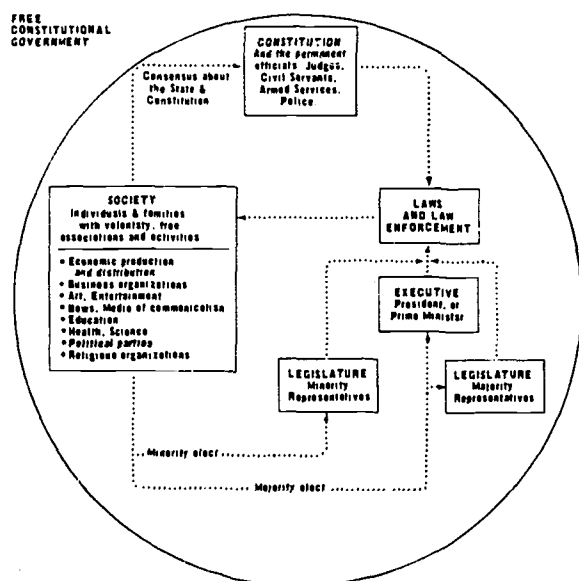 FREE
CONSTITUTIONAL
GOVERNMENT
CONSTITUTION
And the permanent
officials Judges,
Civil Servants,
Armed Services,
Police
Consensus about
the State &
Constitution
SOCIETY
Individuals & families
with voluntary, free
associations and activities
• Economic production
and distribution
• Business organizations
• Art, Entertainment
• News, Media of communication
• Education
• Health, Science
• Political parties
• Religious organizations
LAWS
AND LAW
ENFORCEMENT
EXECUTIVE
President, or
Prime Minister
LEGISLATURE
Minority
Representatives
LEGISLATURE
Majority
Representatives
Minority elect
Majority elect